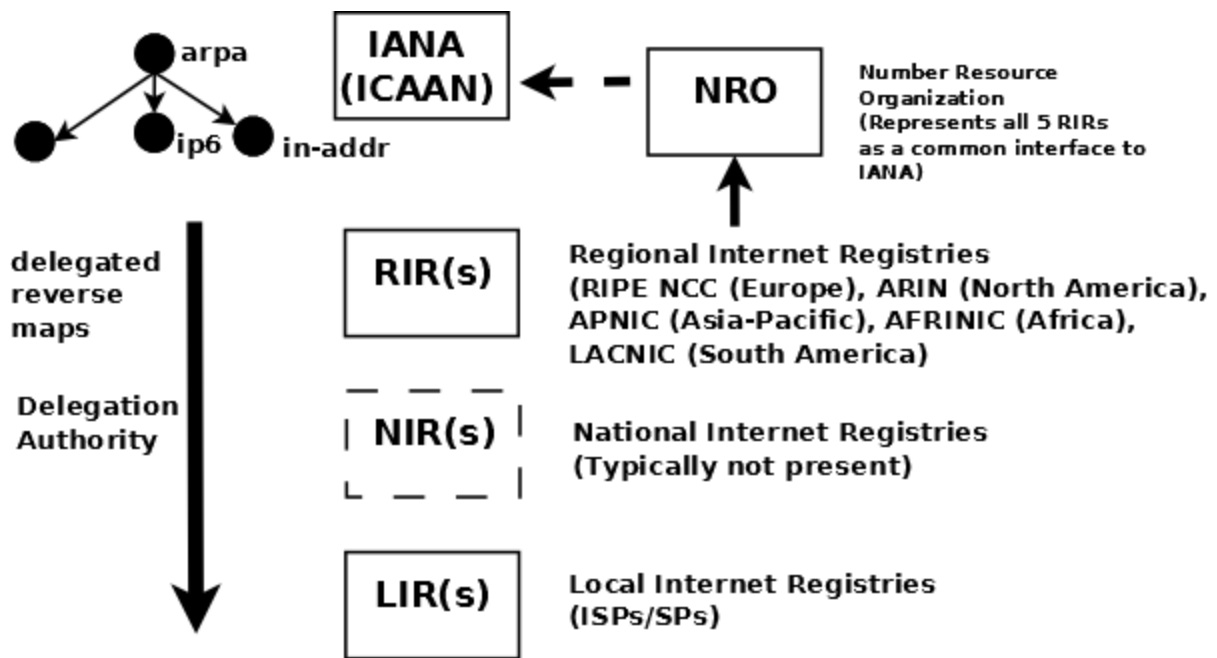 arpa
ip6
in-addr
IANA
(ICAAN)
NRO
Number Resource
Organization
(Represents all 5 RIRs
as a common interface to
IANA)
delegated
reverse
maps
Delegation
Authority
RIR(s)
Regional Internet Registries
(RIPE NCC (Europe), ARIN (North America),
APNIC (Asia-Pacific), AFRINIC (Africa),
LACNIC (South America)
NIR(s)
National Internet Registries
(Typically not present)
LIR(s)
Local Internet Registries
(ISPs/SPs)